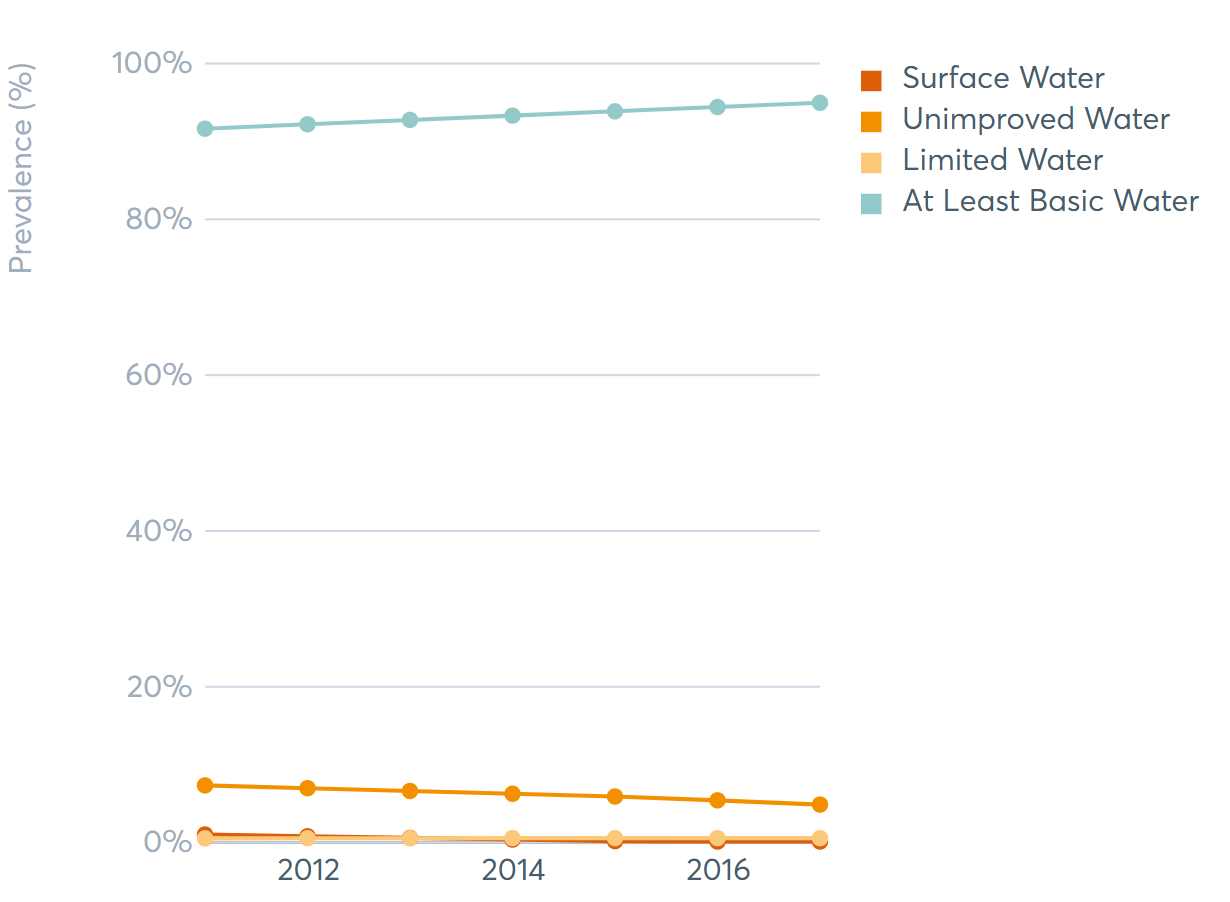 Prevalence (%)
100%
80%
60%
40%
20%
0%
2012
2014
2016
Surface Water
Unimproved Water
Limited Water
At Least Basic Water